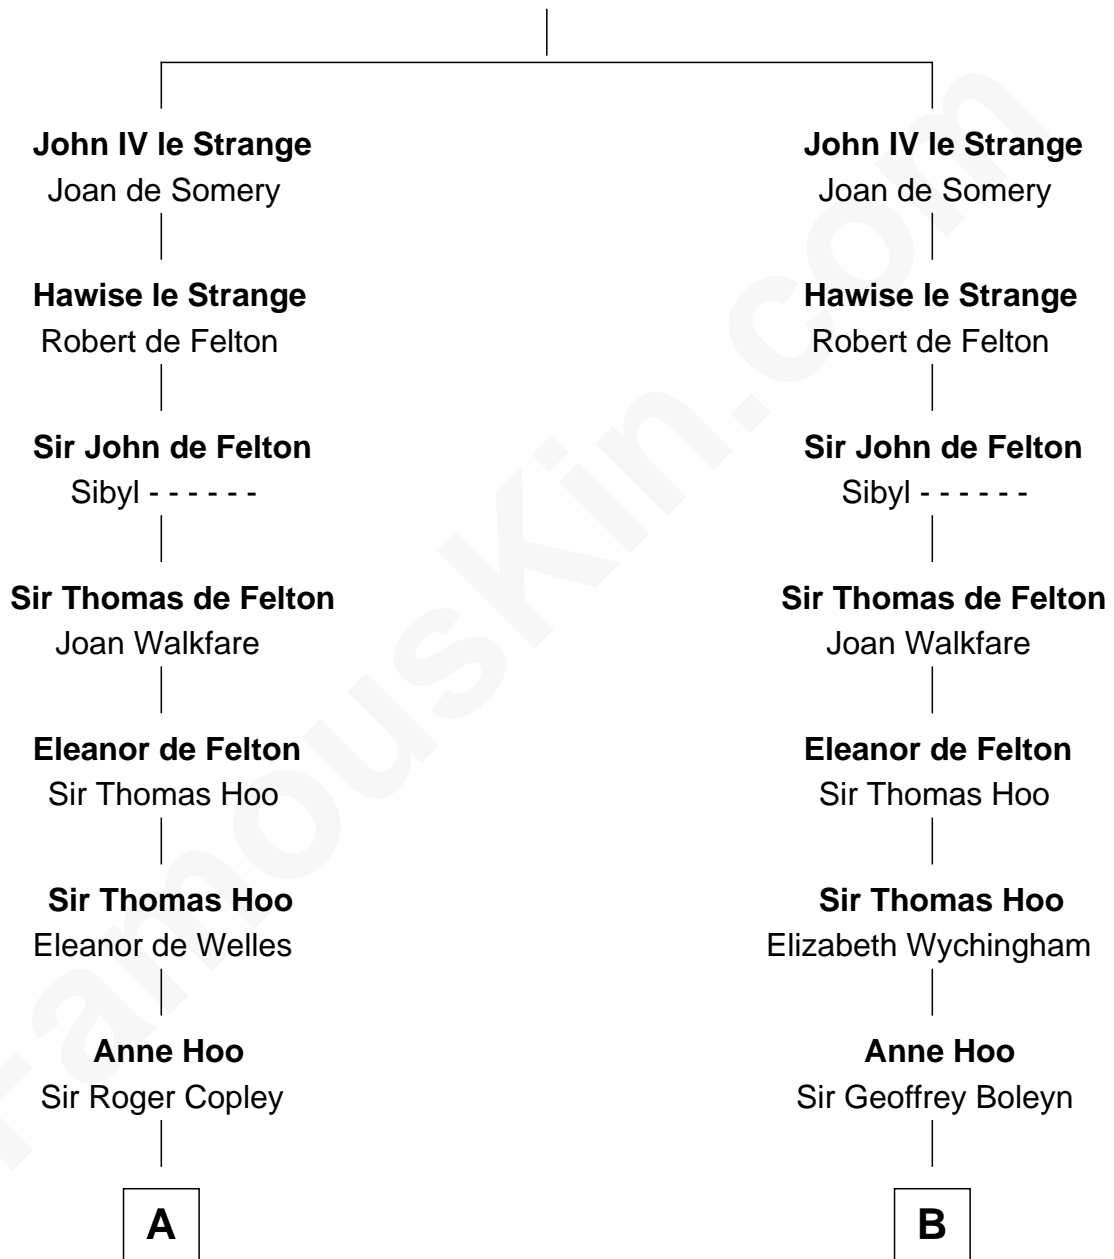 John IV le Strange
Joan de Somery
Hawise le Strange
Robert de Felton
Sir John de Felton
Sibyl - - - - - -
Sir Thomas de Felton
Joan Walkfare
Eleanor de Felton
Sir Thomas Hoo
Sir Thomas Hoo
Eleanor de Welles
Anne Hoo
Sir Roger Copley
A
John IV le Strange
Joan de Somery
Hawise le Strange
Robert de Felton
Sir John de Felton
Sibyl - - - - - -
Sir Thomas de Felton
Joan Walkfare
Eleanor de Felton
Sir Thomas Hoo
Sir Thomas Hoo
Elizabeth Wychingham
Anne Hoo
Sir Geoffrey Boleyn
B
FamousKin.com